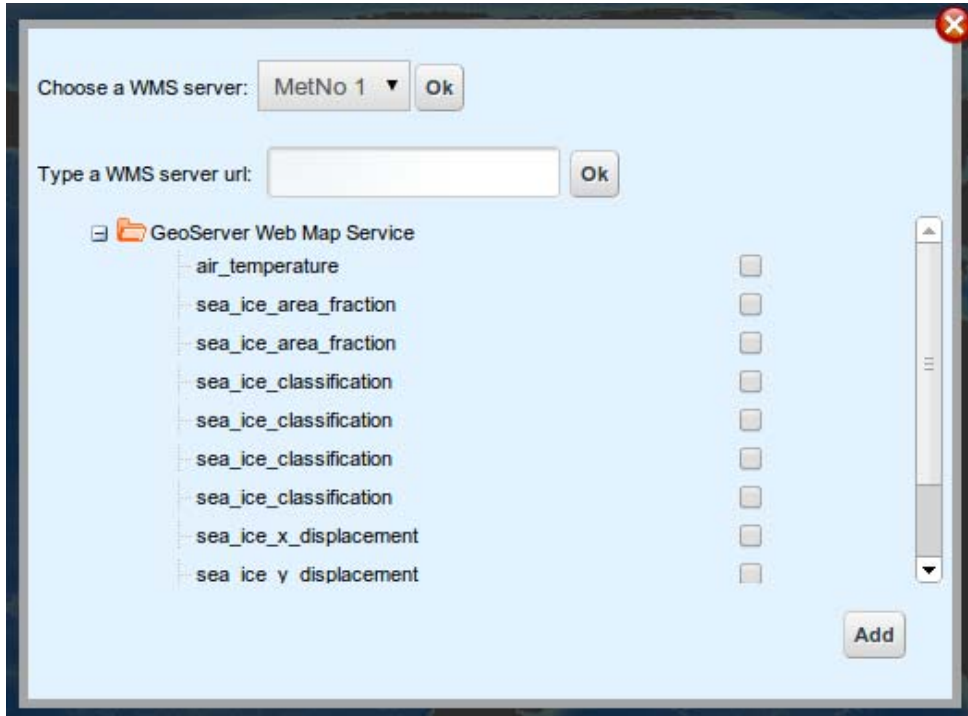 Choose a WMS server: MetNo 1 Ok
Type a WMS server url: Ok
GeoServer Web Map Service
air_temperature
sea_ice_area_fraction
sea_ice_area_fraction
sea_ice_classification
sea_ice_classification
sea_ice_classification
sea_ice_classification
sea_ice_x_displacement
sea_ice_y_displacement
Add